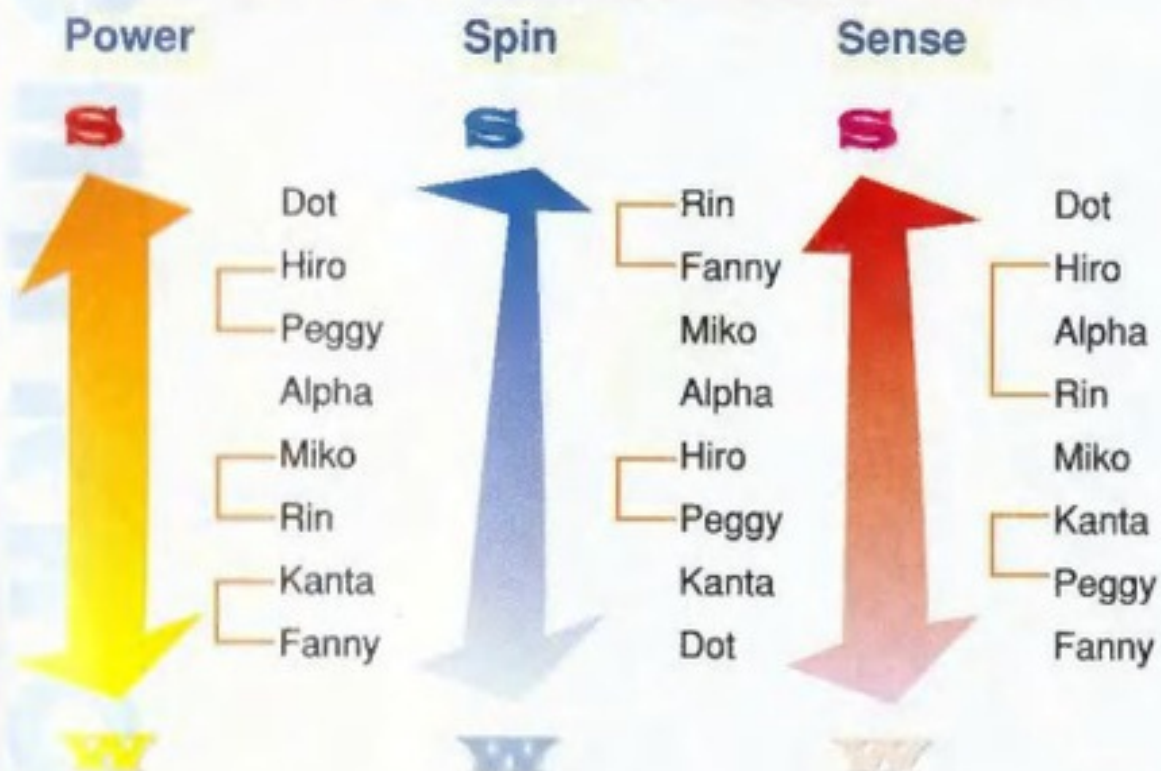 Power Spin Sense
S S S
Dot Rin Dot
Hiro Fanny Hiro
Peggy Miko Alpha
Alpha Alpha Rin
Miko Hiro Miko
Rin Peggy Kanta
Kanta Kanta Peggy
Fanny Dot Fanny
W W W